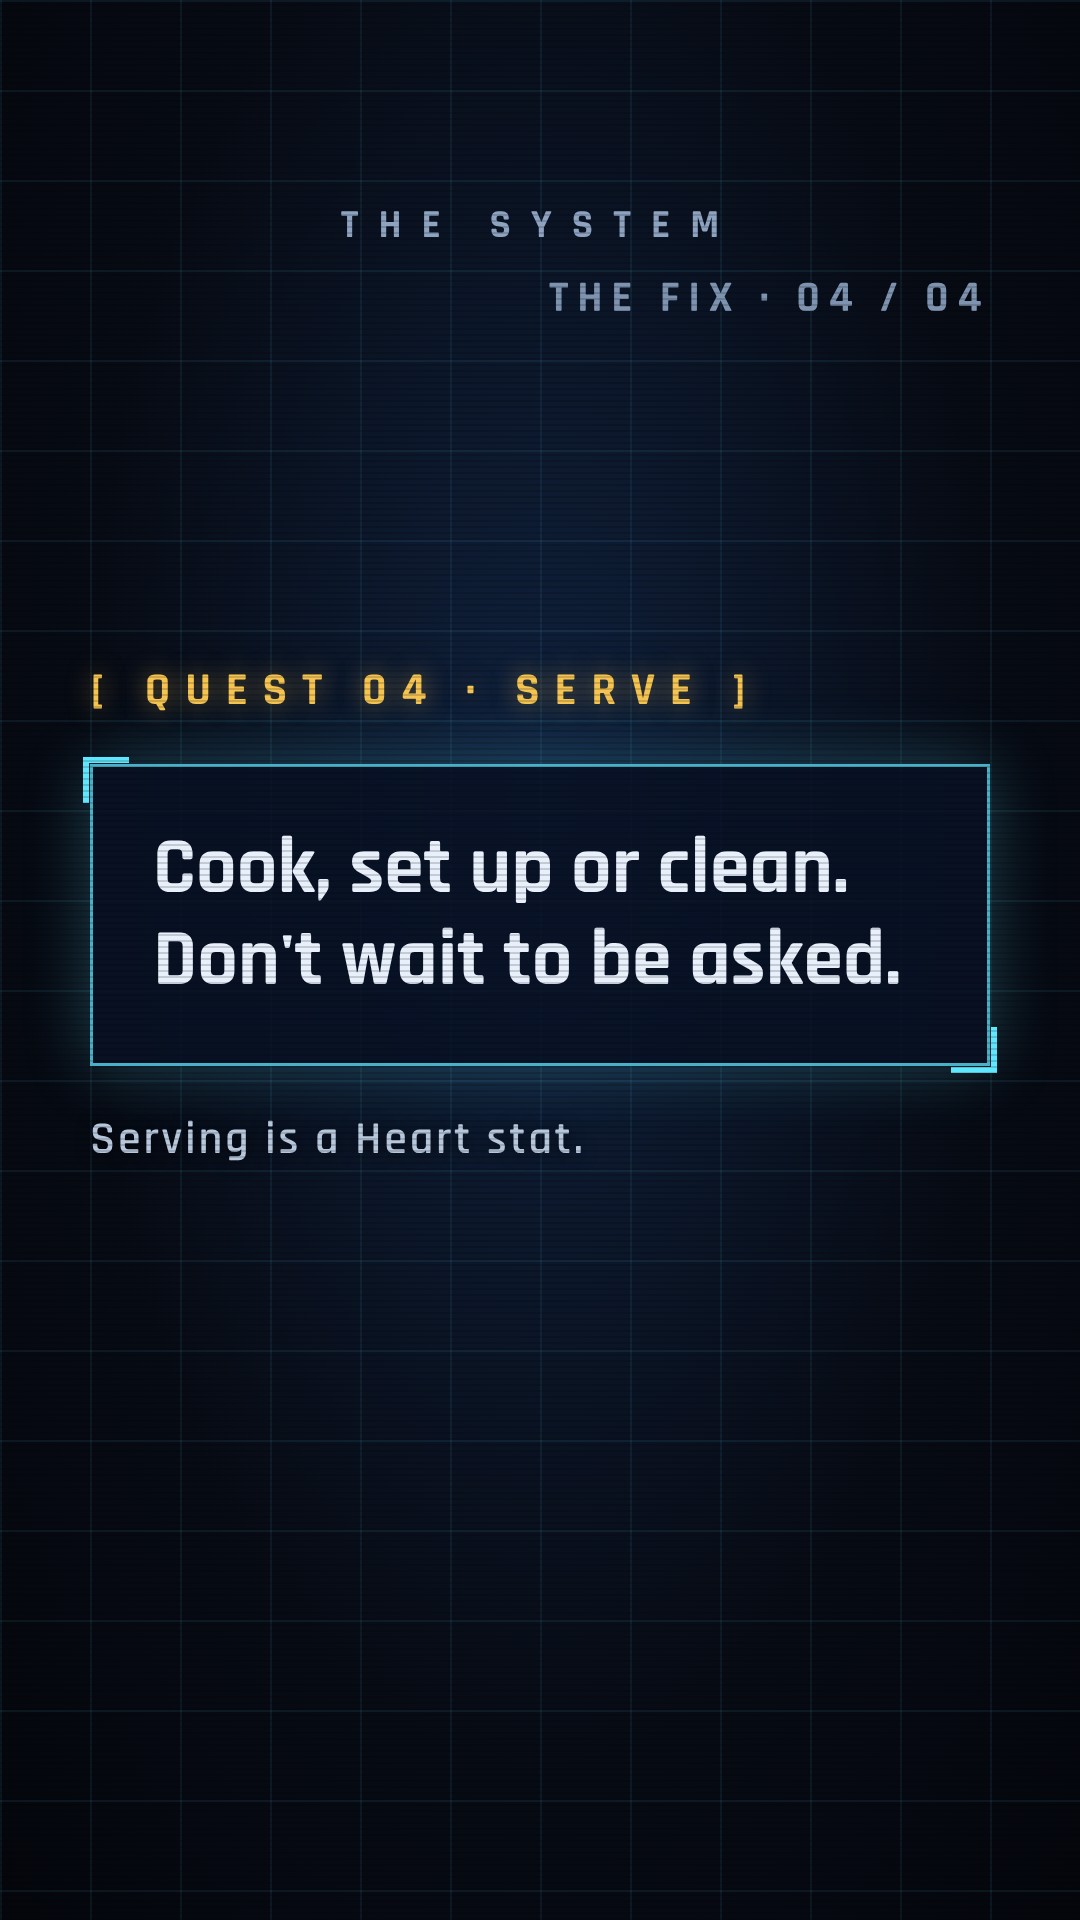 THE SYSTEM
THE FIX · 04 / 04
[ QUEST 04 · SERVE ]
Cook, set up or clean.
Don't wait to be asked.
Serving is a Heart stat.